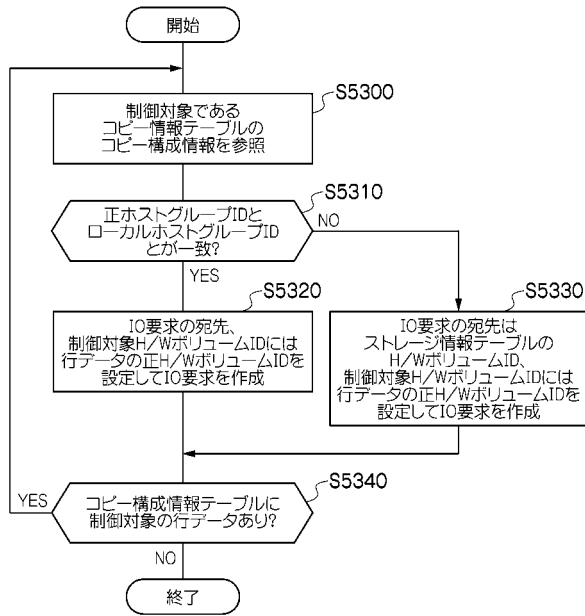 開始
S5300
制御対象である
コピー情報テーブルの
コピー構成情報を参照
S5310
正ホストグループIDと
ローカルホストグループID
とが一致?
NO
YES
S5320
IO要求の宛先、
制御対象H/WボリュームIDには
行データの正H/WボリュームIDを
設定してIO要求を作成
S5330
IO要求の宛先は
ストレージ情報テーブルの
H/WボリュームID、
制御対象H/WボリュームIDには
行データの正H/WボリュームIDを
設定してIO要求を作成
S5340
YES
コピー構成情報テーブルに
制御対象の行データあり?
NO
終了